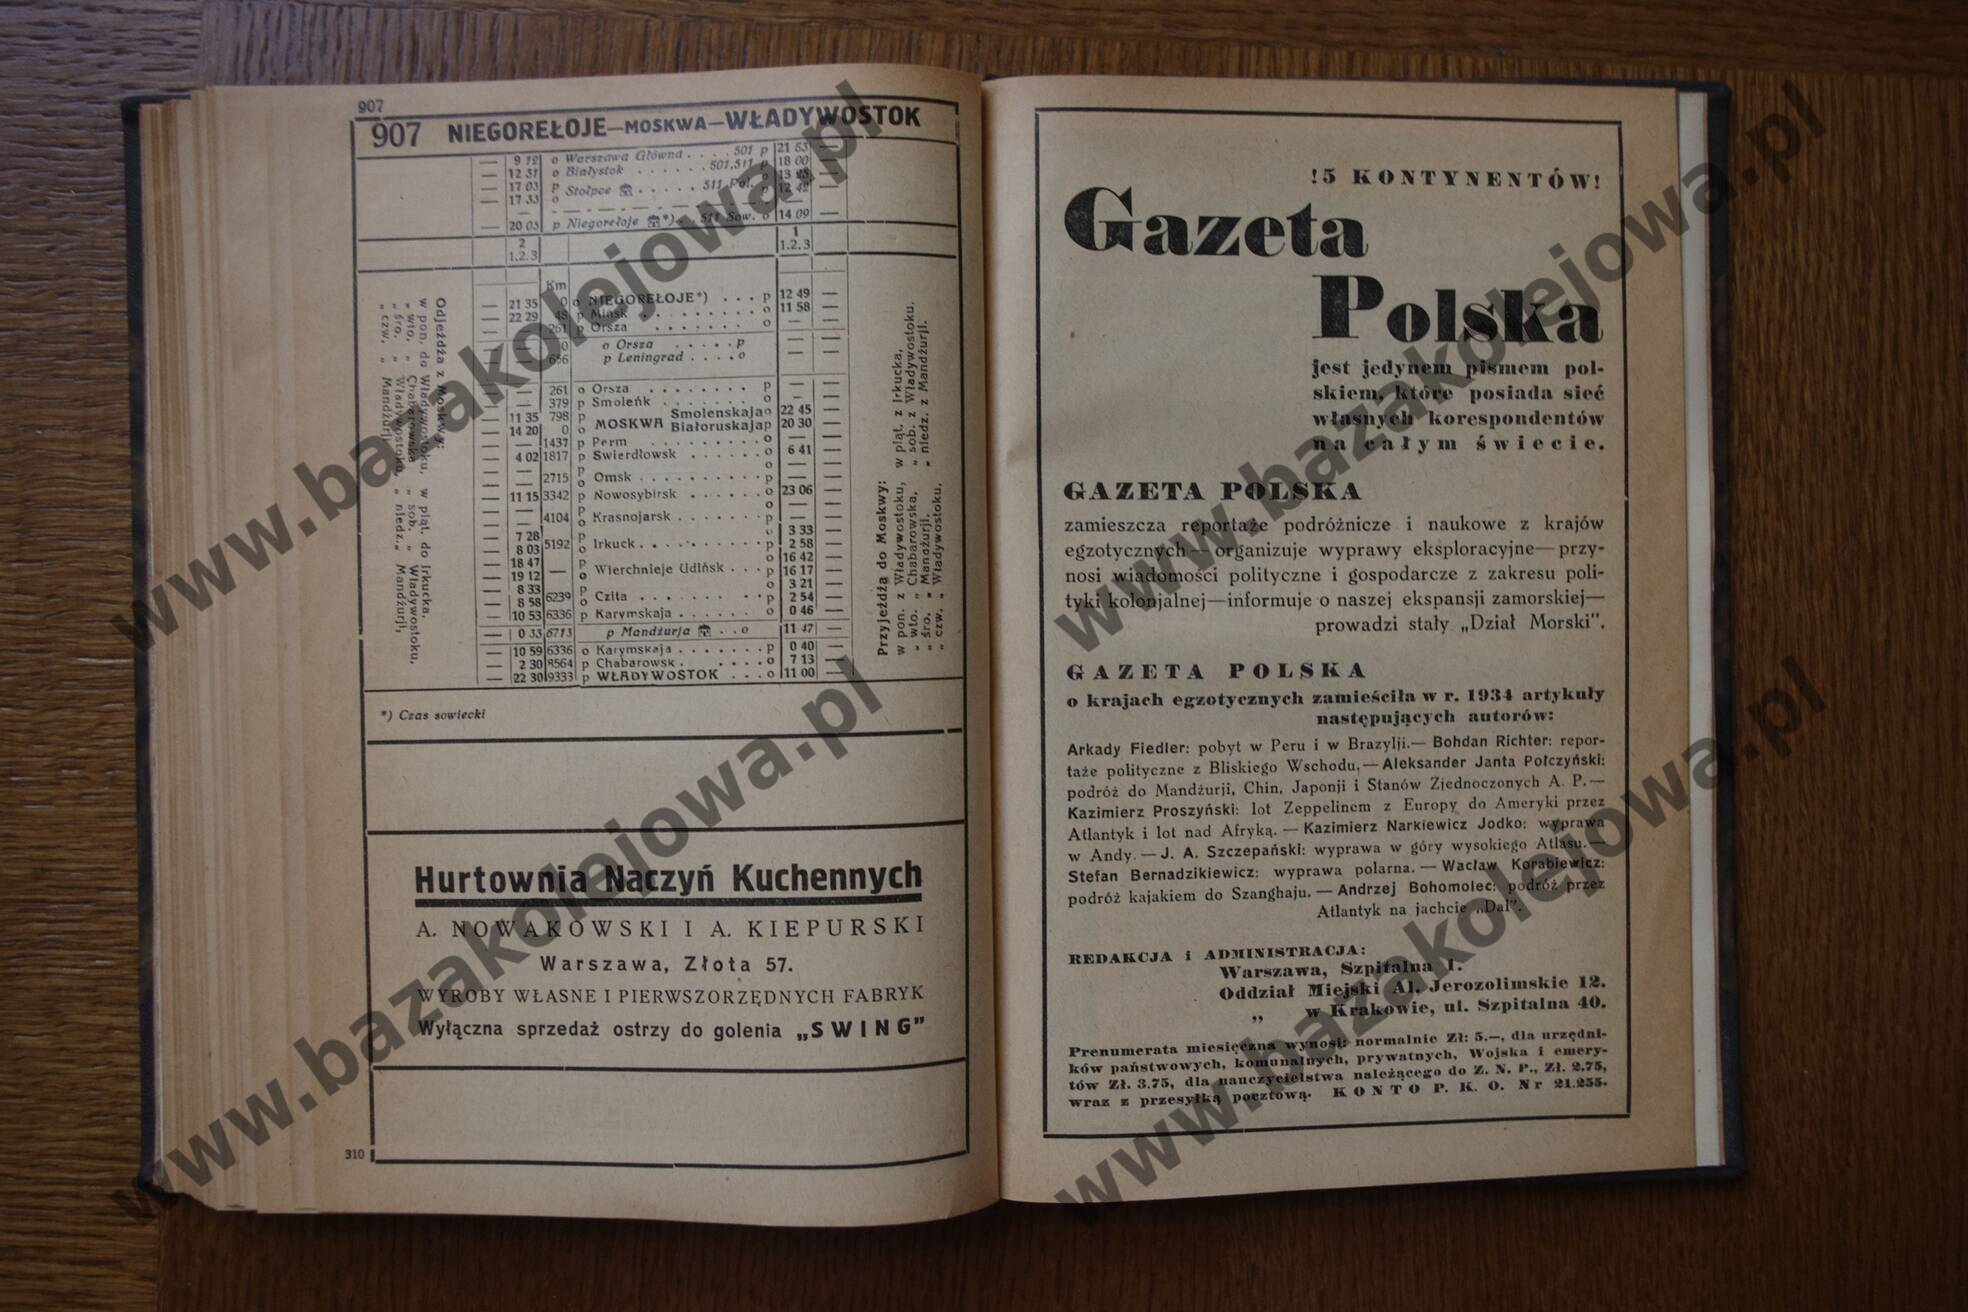 907
907 NIEGOREŁOJE—MOSKWA—WŁADYWOSTOK
— 9 19 o Warszawa Główna . . . . 501 p 21 53
— 12 31 o Białystok . . . . . . 501,511 18 00 —
— 17 03 p Stołpce . . . . . 511 Pol.
— 17 33 o 12 42 —
— 20 05 p Niegorełoje *) . . 511 Sow. o 14 09 —
2 1
1.2.3 1.2.3
Km
— 21 35 0 o NIEGOREŁOJE*) . . . p 12 49 —
— 22 29 48 p Mińsk . . . . . . . . . o 11 58 —
— — 261 p Orsza . . . . . . . o — —
— — 0 o Orsza . . . . . p — —
— — 656 p Leningrad . . . . o — —
— — 261 o Orsza . . . . . . . . p — —
— — 379 p Smoleńk . . . . . . . o — —
— 11 35 798 p MOSKWA Smolenskaja o 22 45 —
— 14 20 0 o Białoruskaja p 20 30 —
— — 1437 p Perm . . . . . . . . o — —
— 4 02 1817 p Swierdłowsk . . . . . . o 6 41 —
— — 2715 p o Omsk . . . . . . . . . o p — —
— 11 15 3342 p Nowosybirsk . . . . . . o 23 06 —
— — 4104 p o Krasnojarsk . . . . . . . o p — —
— 7 28 5192 p Irkuck . . . . . . . . . o 3 33 —
— 8 03 o p 2 58 —
— 18 47 — p Wierchnieje Udińsk . . . o 16 42 —
— 19 12 o p 16 17 —
— 8 33 6239 p Czita . . . . . . . . o 3 21 —
— 8 58 o p 2 54 —
— 10 53 6336 p Karymskaja . . . . . . o 0 46 —
— 0 33 6713 p Mandżurja . . o 11 47 —
— 10 59 6336 o Karymskaja . . . . . . . p 0 40 —
— 2 30 8564 p Chabarowsk . . . . . o 7 13 —
— 22 30 9333 p WŁADYWOSTOK . . . o 11 00 —
Odjeżdża z Moskwy:
w pon. do Władywostoku, w piąt. do Irkucka,
„ wto. „ Chabarowska „ sob. „ Władywostoku,
„ śro. „ Władywostoku, „ niedz. „ Mandżurji,
„ czw. „ Mandżurji,
Przyjeżdża do Moskwy:
w pon. z Władywostoku, w piąt. z Irkucka,
„ wto. „ Chabarowska, „ sob. z Władywostoku.
„ śro. „ Mandżurji. „ niedz. z Mandżurji.
„ czw. „ Władywostoku.
*) Czas sowiecki
Hurtownia Naczyń Kuchennych
A. NOWAKOWSKI I A. KIEPURSKI
Warszawa, Złota 57.
WYROBY WŁASNE I PIERWSZORZĘDNYCH FABRYK
Wyłączna sprzedaż ostrzy do golenia „SWING”
310
!5 KONTYNENTÓW!
Gazeta
Polska
jest jedynem pismem pol-
skiem, które posiada sieć
własnych korespondentów
na całym świecie.
GAZETA POLSKA
zamieszcza reportaże podróżnicze i naukowe z krajów
egzotycznych—organizuje wyprawy eksploracyjne—przy-
nosi wiadomości polityczne i gospodarcze z zakresu poli-
tyki kolonjalnej—informuje o naszej ekspansji zamorskiej—
prowadzi stały „Dział Morski”.
GAZETA POLSKA
o krajach egzotycznych zamieściła w r. 1934 artykuły
następujących autorów:
Arkady Fiedler: pobyt w Peru i w Brazylji.— Bohdan Richter: repor-
taże polityczne z Bliskiego Wschodu.— Aleksander Janta Połczyński:
podróż do Mandżurji, Chin, Japonji i Stanów Zjednoczonych A. P.—
Kazimierz Proszyński: lot Zeppelinem z Europy do Ameryki przez
Atlantyk i lot nad Afryką.— Kazimierz Narkiewicz Jodko: wyprawa
w Andy.— J. A. Szczepański: wyprawa w góry wysokiego Atlasu.—
Stefan Bernadzikiewicz: wyprawa polarna.— Wacław Korabiewicz:
podróż kajakiem do Szanghaju.— Andrzej Bohomolec: podróż przez
Atlantyk na jachcie „Dal”.
REDAKCJA i ADMINISTRACJA:
Warszawa, Szpitalna 1.
Oddział Miejski Al. Jerozolimskie 12.
„ w Krakowie, ul. Szpitalna 40.
Prenumerata miesięczna wynosi: normalnie Zł: 5.—, dla urzędni-
ków państwowych, komunalnych, prywatnych, Wojska i emery-
tów Zł. 3.75, dla nauczycielstwa należącego do Z. N. P., Zł. 2.75,
wraz z przesyłką pocztową. KONTO P. K. O. Nr 21.255.
www.bazakolejowa.pl
www.bazakolejowa.pl
www.bazakolejowa.pl
www.bazakolejowa.pl